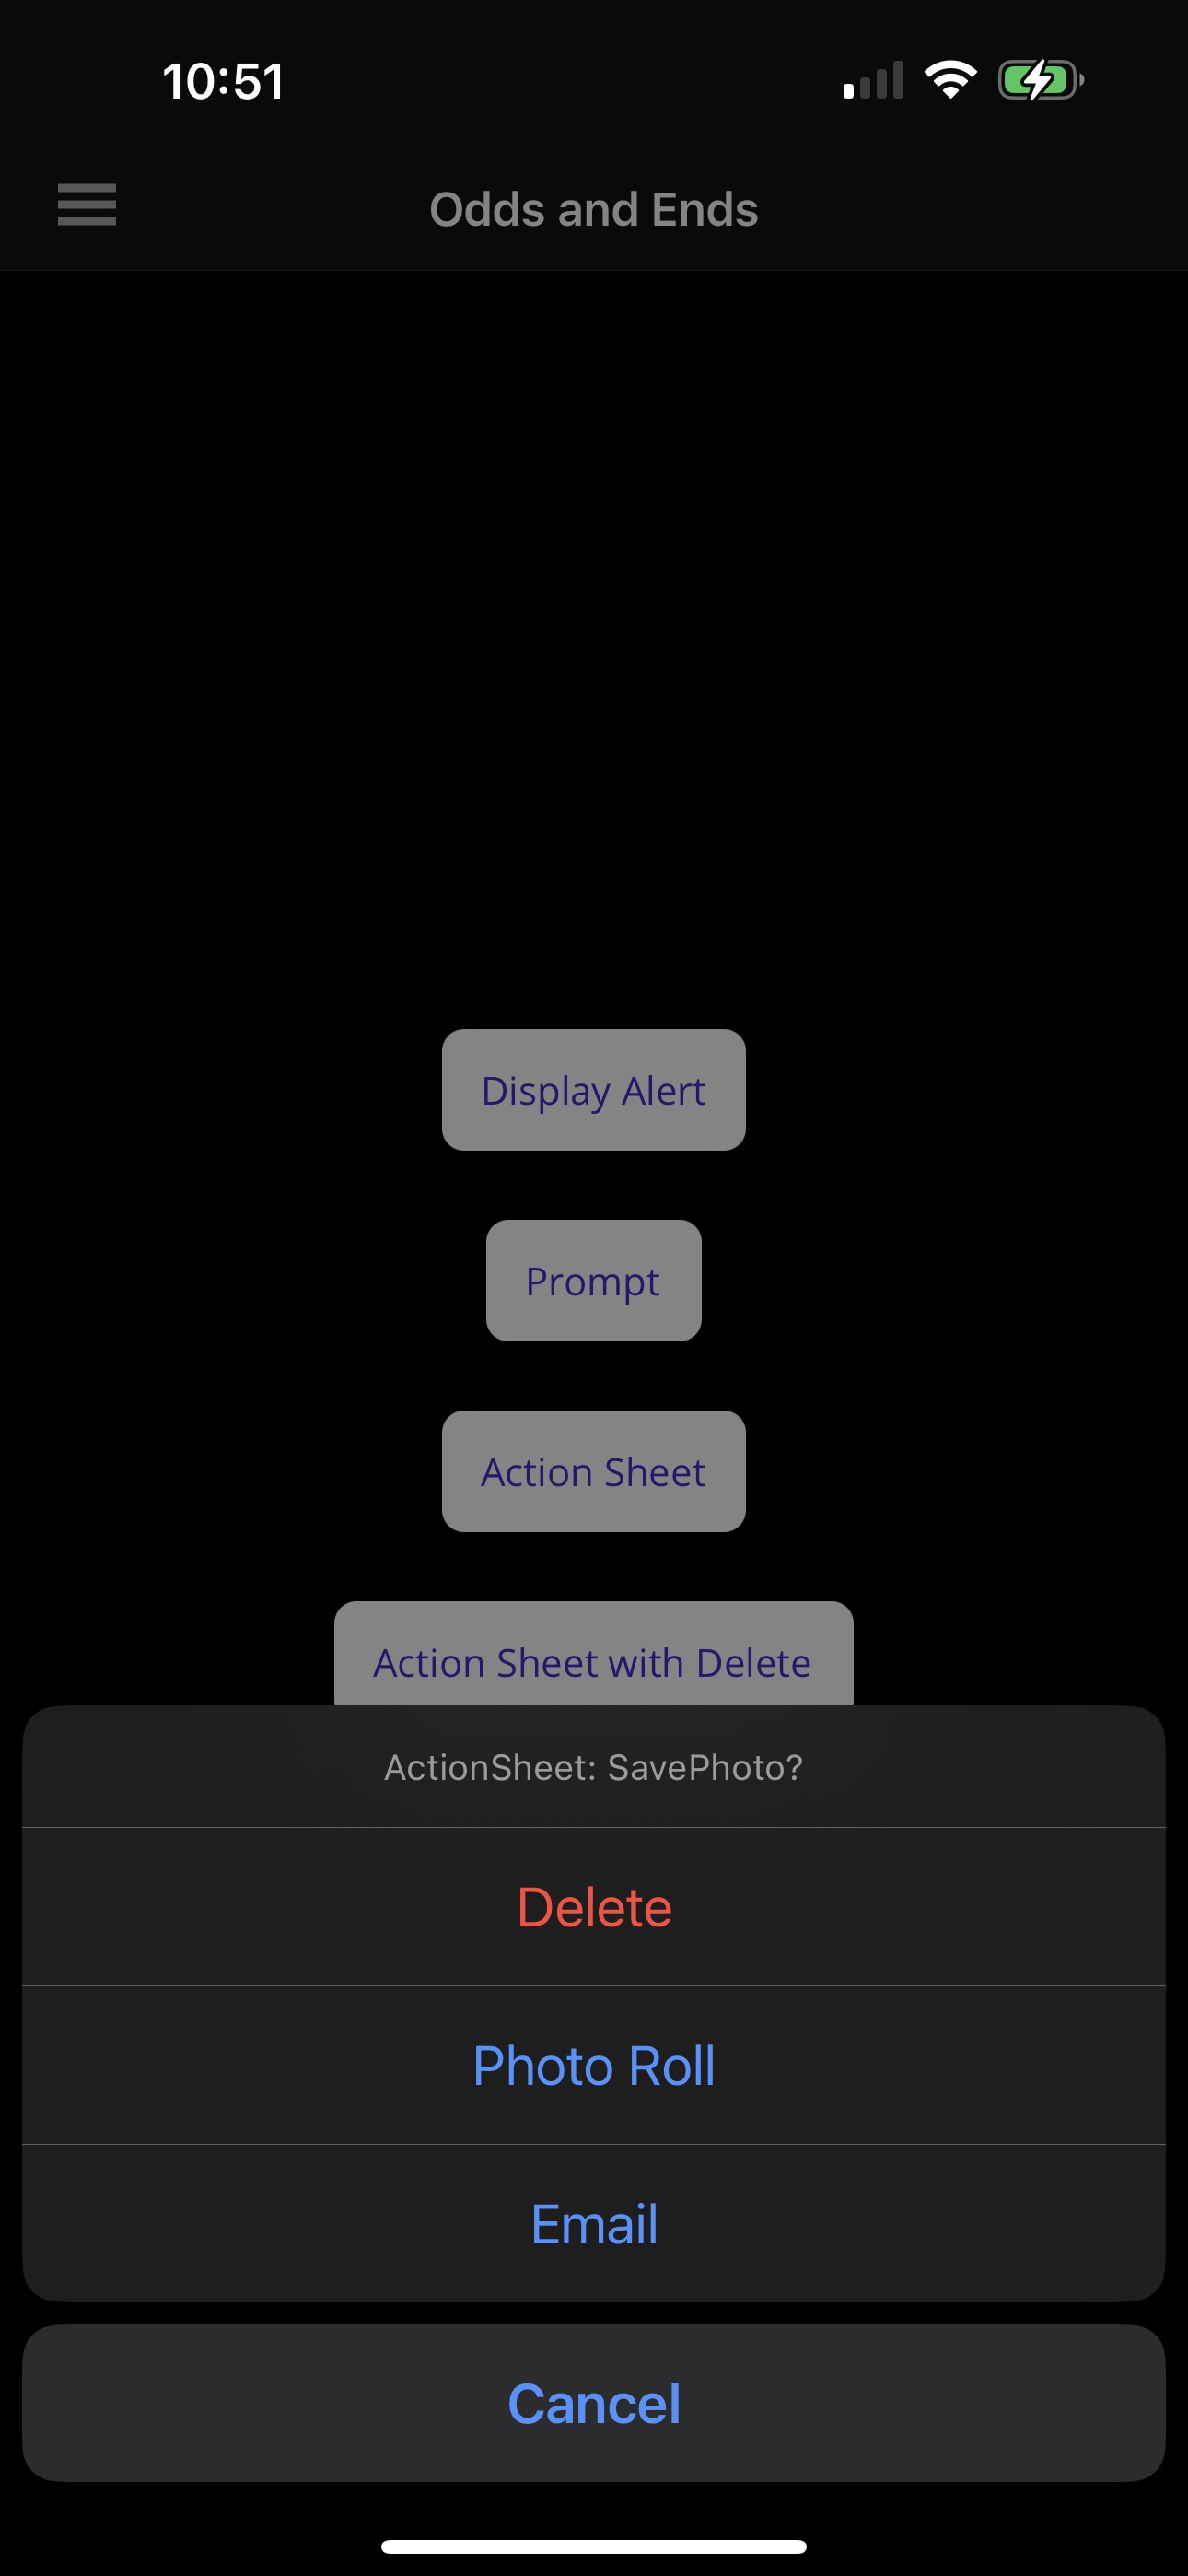 10:51
Odds and Ends
Display Alert
Prompt
Action Sheet
Action Sheet with Delete
ActionSheet: SavePhoto?
Delete
Photo Roll
Email
Cancel